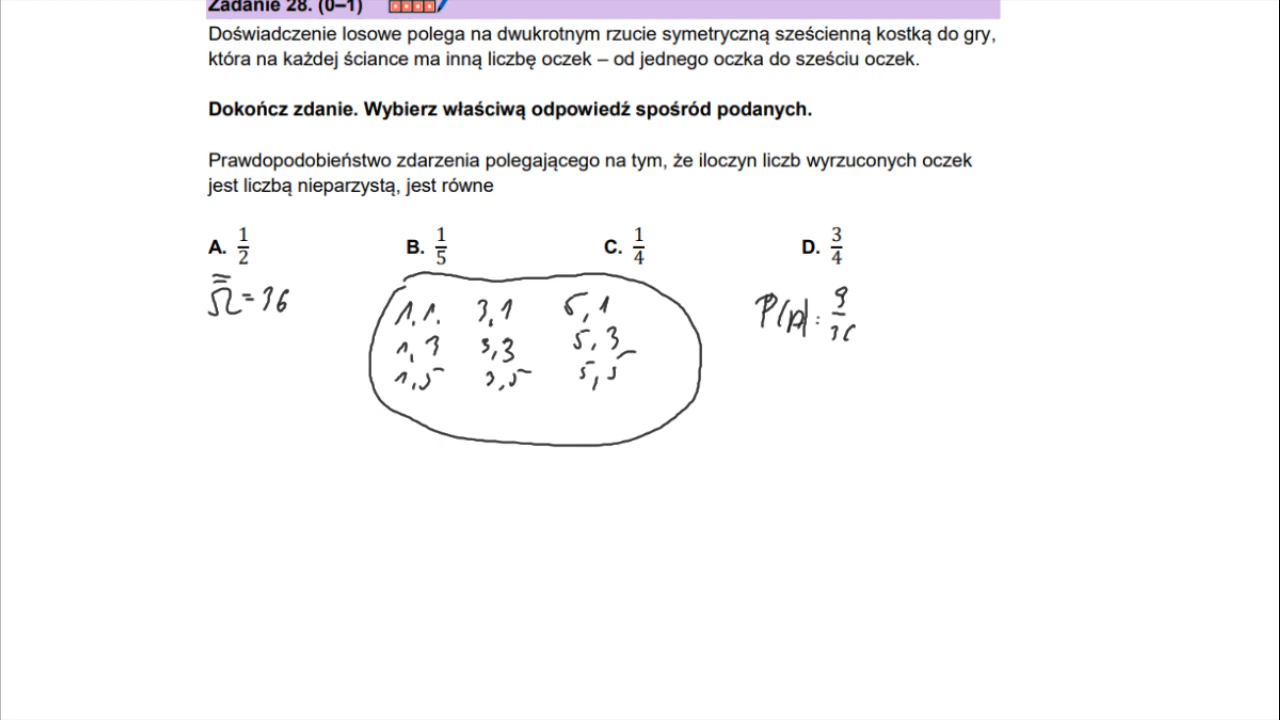 Zadanie 28. (0–1)
Doświadczenie losowe polega na dwukrotnym rzucie symetryczną sześcienną kostką do gry,
która na każdej ściance ma inną liczbę oczek – od jednego oczka do sześciu oczek.
Dokończ zdanie. Wybierz właściwą odpowiedź spośród podanych.
Prawdopodobieństwo zdarzenia polegającego na tym, że iloczyn liczb wyrzuconych oczek
jest liczbą nieparzystą, jest równe
A. 1/2 B. 1/5 C. 1/4 D. 3/4
Ω = 36
1,1. 3,1 5,1
1,3 3,3 5,3
1,5 3,5 5,5
P(A) = 9/36